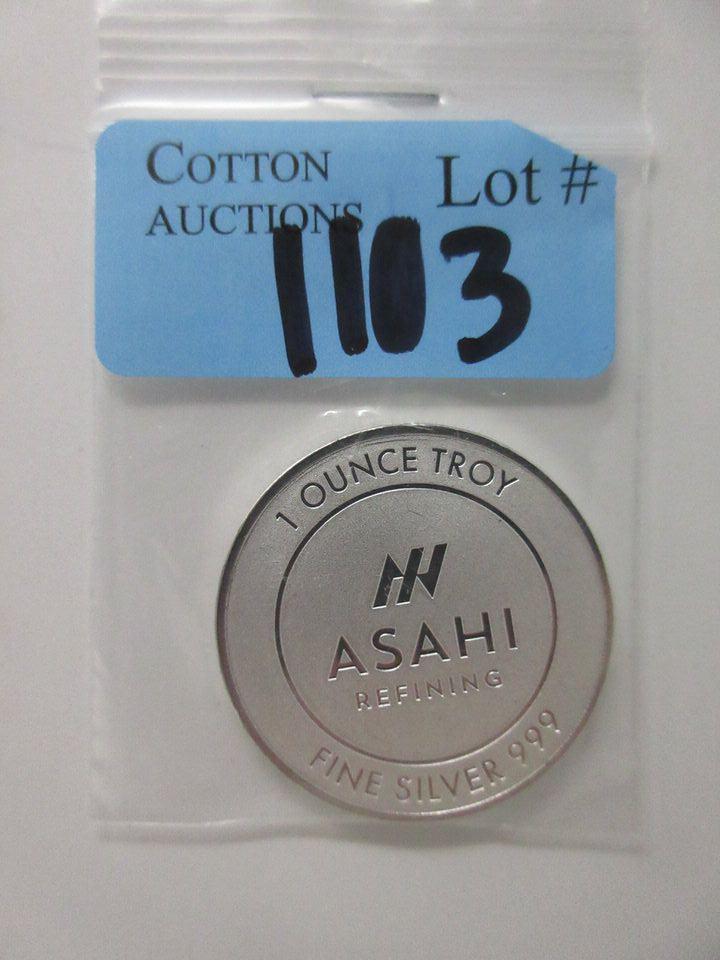 COTTON
AUCTIONS
Lot #
1103
1 OUNCE TROY
ASAHI
REFINING
FINE SILVER 999